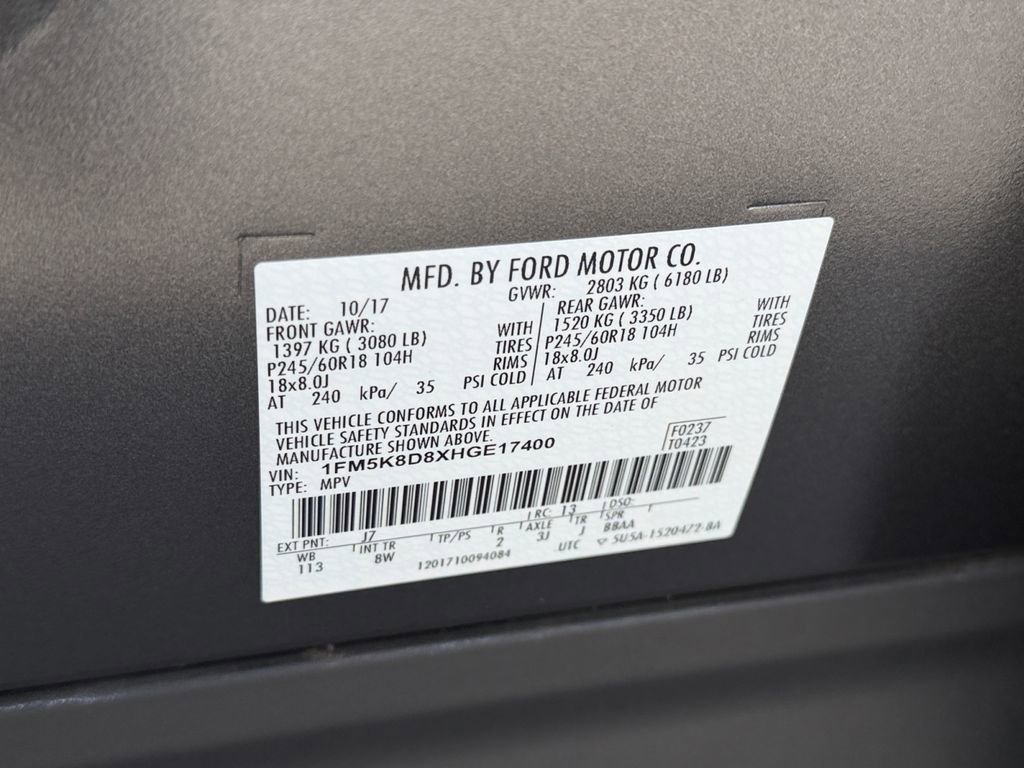 MFD. BY FORD MOTOR CO.
DATE: 10/17
GVWR: 2803 KG ( 6180 LB)
FRONT GAWR:
1397 KG ( 3080 LB) WITH
P245/60R18 104H TIRES
18x8.0J RIMS
AT 240 kPa/ 35 PSI COLD
REAR GAWR:
1520 KG ( 3350 LB) WITH
P245/60R18 104H TIRES
18x8.0J RIMS
AT 240 kPa/ 35 PSI COLD
THIS VEHICLE CONFORMS TO ALL APPLICABLE FEDERAL MOTOR
VEHICLE SAFETY STANDARDS IN EFFECT ON THE DATE OF
MANUFACTURE SHOWN ABOVE.
VIN: 1FM5K8D8XHGE17400
TYPE: MPV
F0237
T0423
EXT PNT: J7 RC: 13 DSO:
WB INT TR TP/PS R AXLE TR SPR
113 8W 2 3J J BBAA
1201710094084 UTC 5U5A-1520472-BA